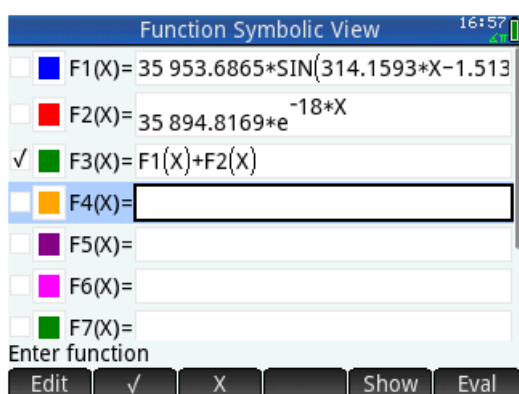 Function Symbolic View 16:57
∡π
F1(X)= 35 953.6865*SIN(314.1593*X−1.513
F2(X)= 35 894.8169*e^-18*X
√ F3(X)= F1(X)+F2(X)
F4(X)=
F5(X)=
F6(X)=
F7(X)=
Enter function
Edit √ X Show Eval